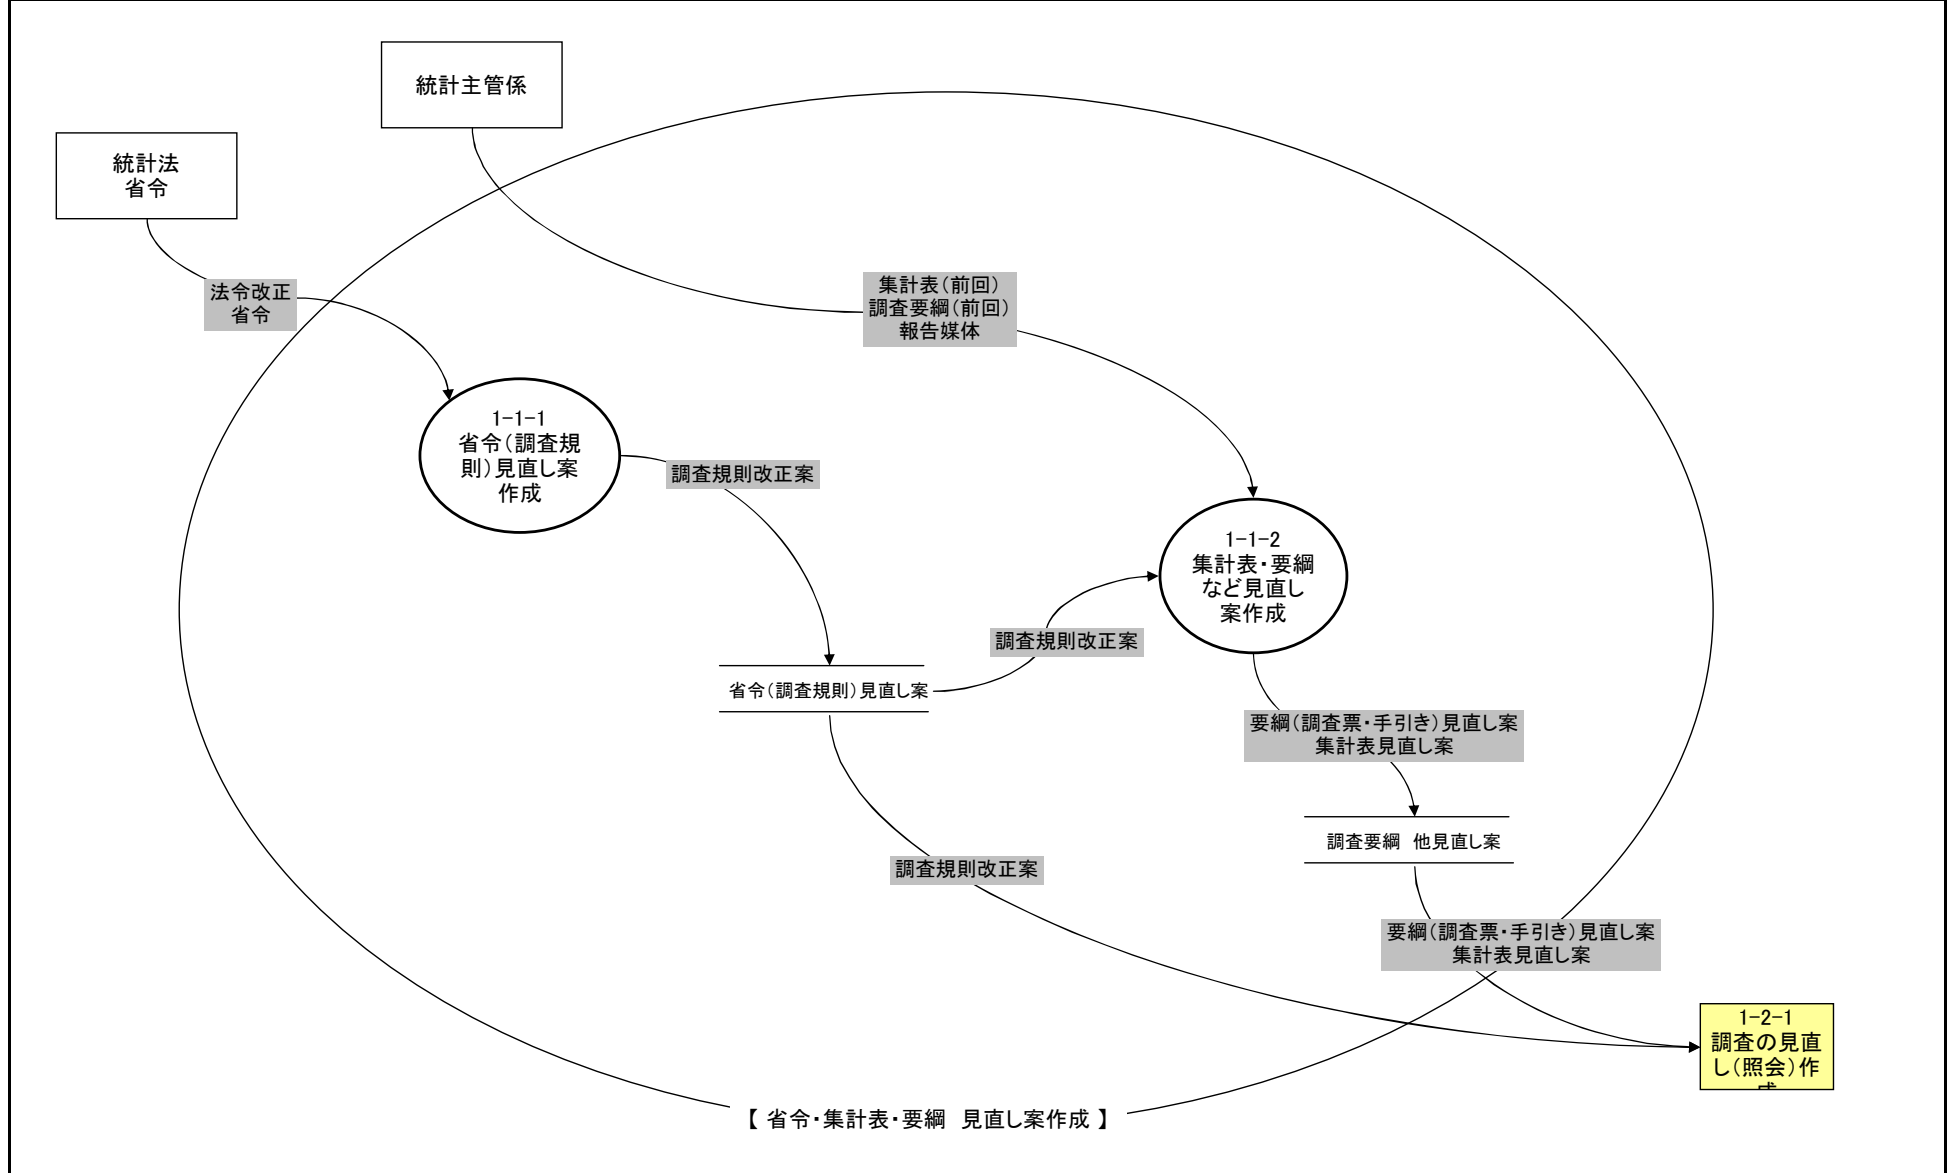 統計主管係
統計法
省令
法令改正
省令
集計表(前回)
調査要綱(前回)
報告媒体
1-1-1
省令(調査規
則)見直し案
作成
調査規則改正案
1-1-2
集計表・要綱
など見直し
案作成
調査規則改正案
省令(調査規則)見直し案
要綱(調査票・手引き)見直し案
集計表見直し案
調査要綱 他見直し案
調査規則改正案
要綱(調査票・手引き)見直し案
集計表見直し案
1-2-1
調査の見直
し(照会)作
成
【 省令・集計表・要綱 見直し案作成 】